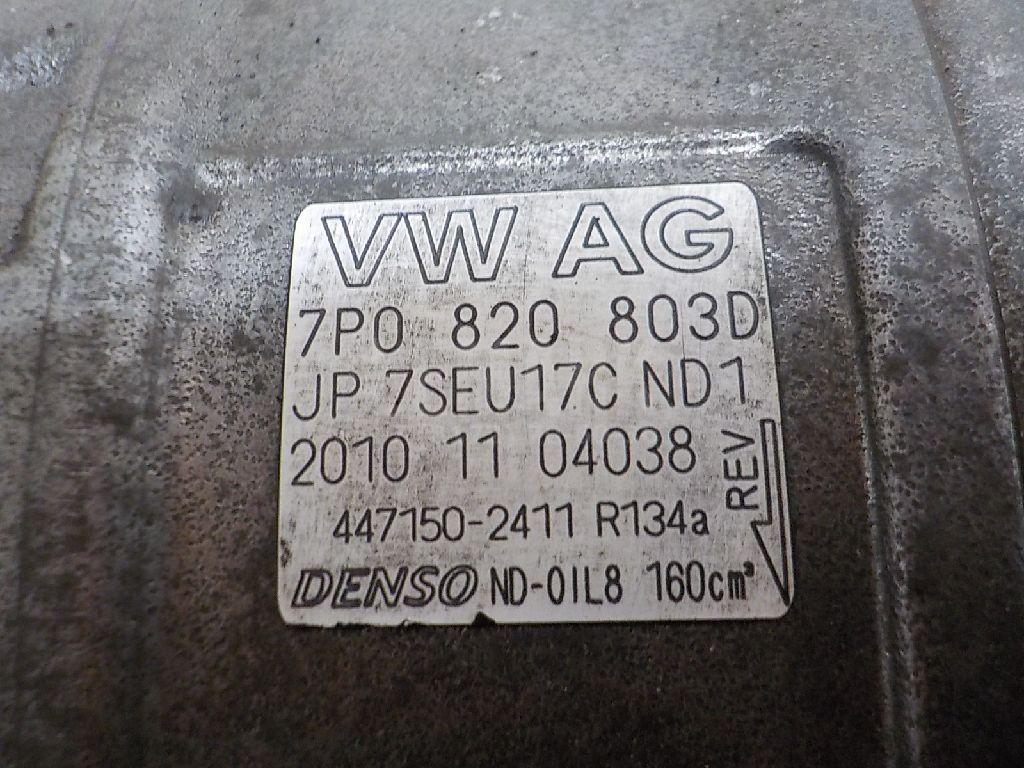 VW AG
7P0 820 803D
JP 7SEU17C ND1
2010 11 04038
REV
447150-2411 R134a
DENSO ND-OIL8 160cm³